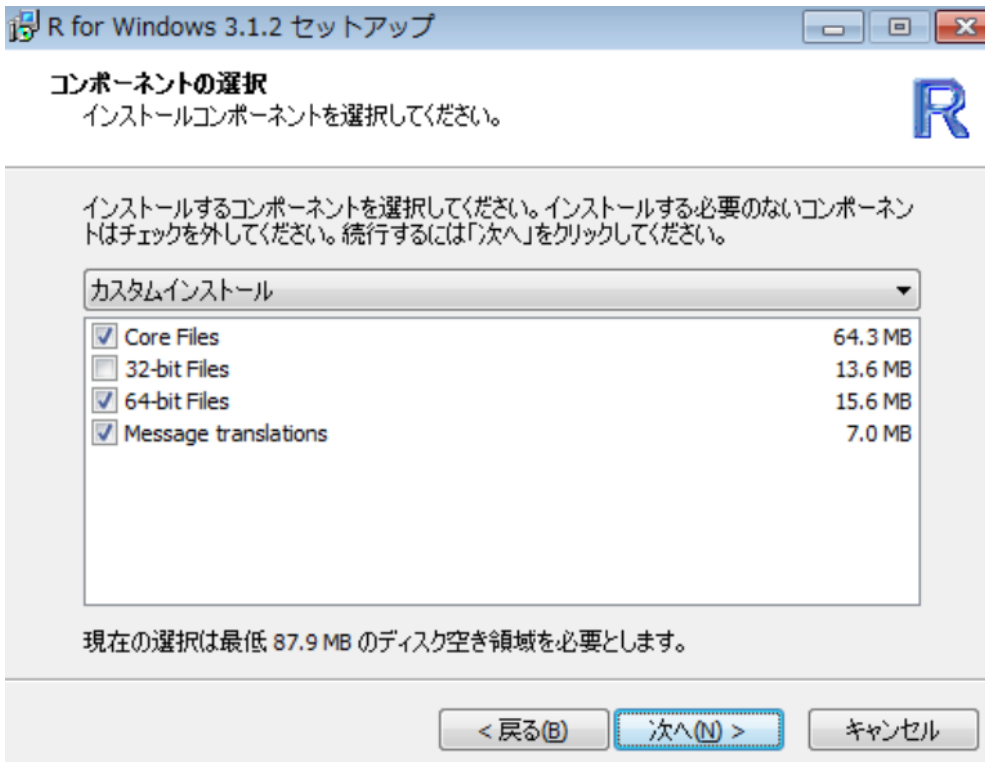 R for Windows 3.1.2 セットアップ
コンポーネントの選択
インストールコンポーネントを選択してください。
R
インストールするコンポーネントを選択してください。インストールする必要のないコンポーネン
トはチェックを外してください。続行するには「次へ」をクリックしてください。
カスタムインストール
Core Files 64.3 MB
32-bit Files 13.6 MB
64-bit Files 15.6 MB
Message translations 7.0 MB
現在の選択は最低 87.9 MB のディスク空き領域を必要とします。
< 戻る(B) 次へ(N) > キャンセル